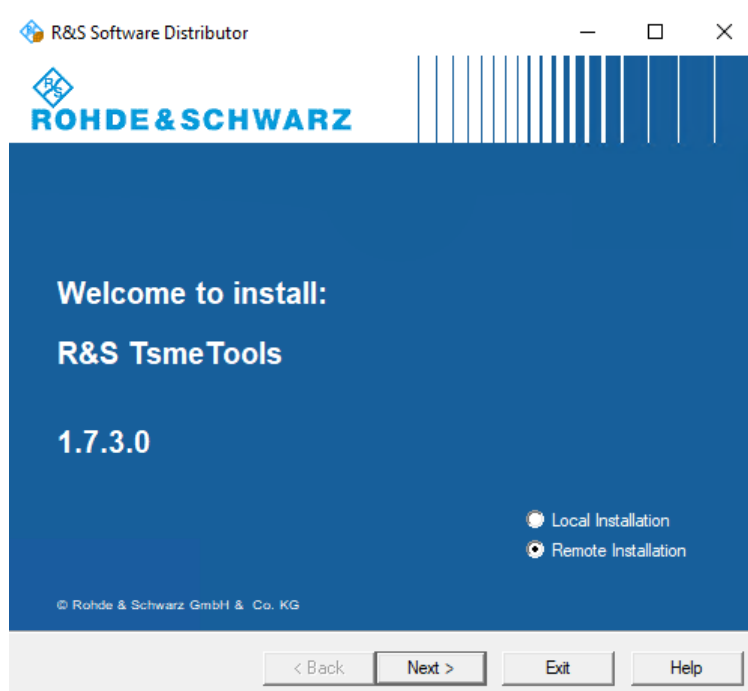 R&S Software Distributor
R&S
ROHDE&SCHWARZ
Welcome to install:
R&S TsmeTools
1.7.3.0
Local Installation
Remote Installation
© Rohde & Schwarz GmbH & Co. KG
< Back
Next >
Exit
Help